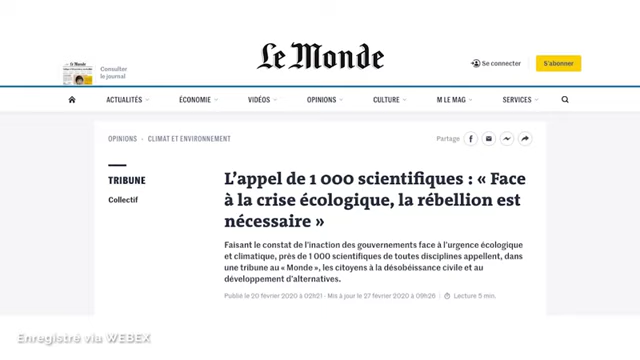 Le Monde
Consulter
le journal
Se connecter
S'abonner
ACTUALITÉS
ÉCONOMIE
VIDÉOS
OPINIONS
CULTURE
M LE MAG
SERVICES
OPINIONS
CLIMAT ET ENVIRONNEMENT
Partage
TRIBUNE
Collectif
L’appel de 1 000 scientifiques : « Face
à la crise écologique, la rébellion est
nécessaire »
Faisant le constat de l’inaction des gouvernements face à l’urgence écologique
et climatique, près de 1 000 scientifiques de toutes disciplines appellent, dans
une tribune au « Monde », les citoyens à la désobéissance civile et au
développement d’alternatives.
Publié le 20 février 2020 à 02h21 - Mis à jour le 27 février 2020 à 09h26 · Lecture 5 min.
Enregistré via WEBEX